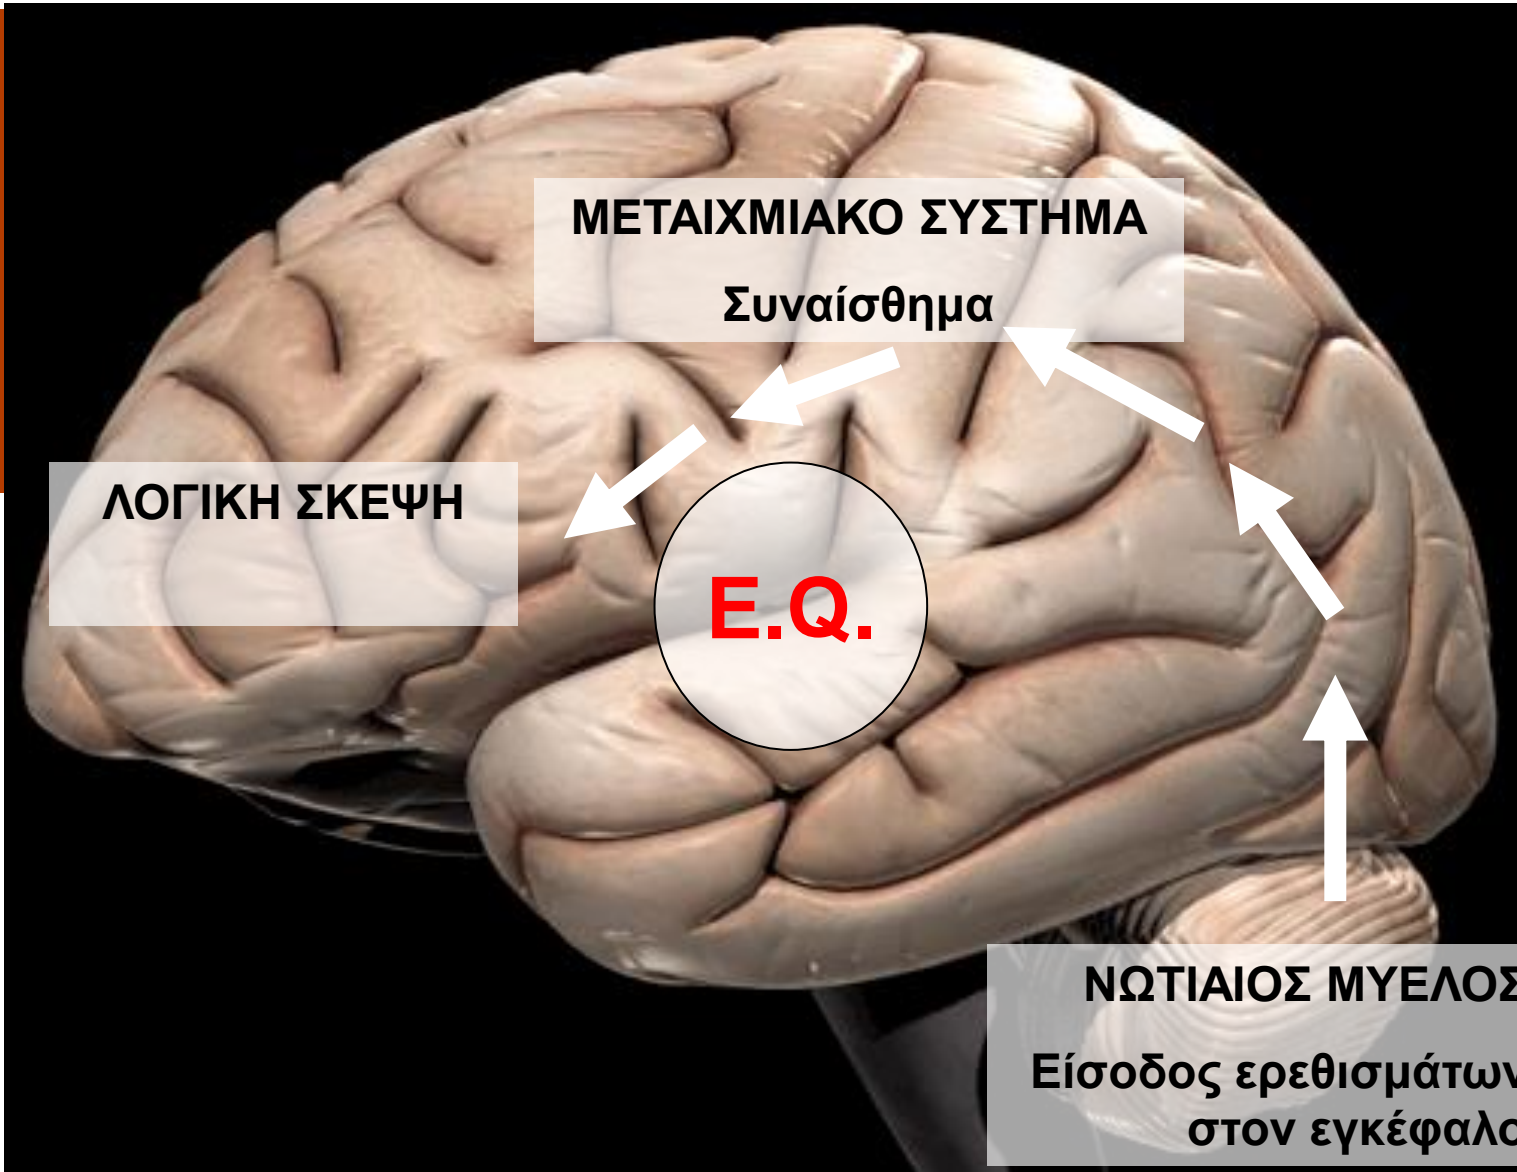 ΜΕΤΑΙΧΜΙΑΚΟ ΣΥΣΤΗΜΑ
Συναίσθημα
ΛΟΓΙΚΗ ΣΚΕΨΗ
E.Q.
ΝΩΤΙΑΙΟΣ ΜΥΕΛΟΣ
Είσοδος ερεθισμάτων
στον εγκέφαλο